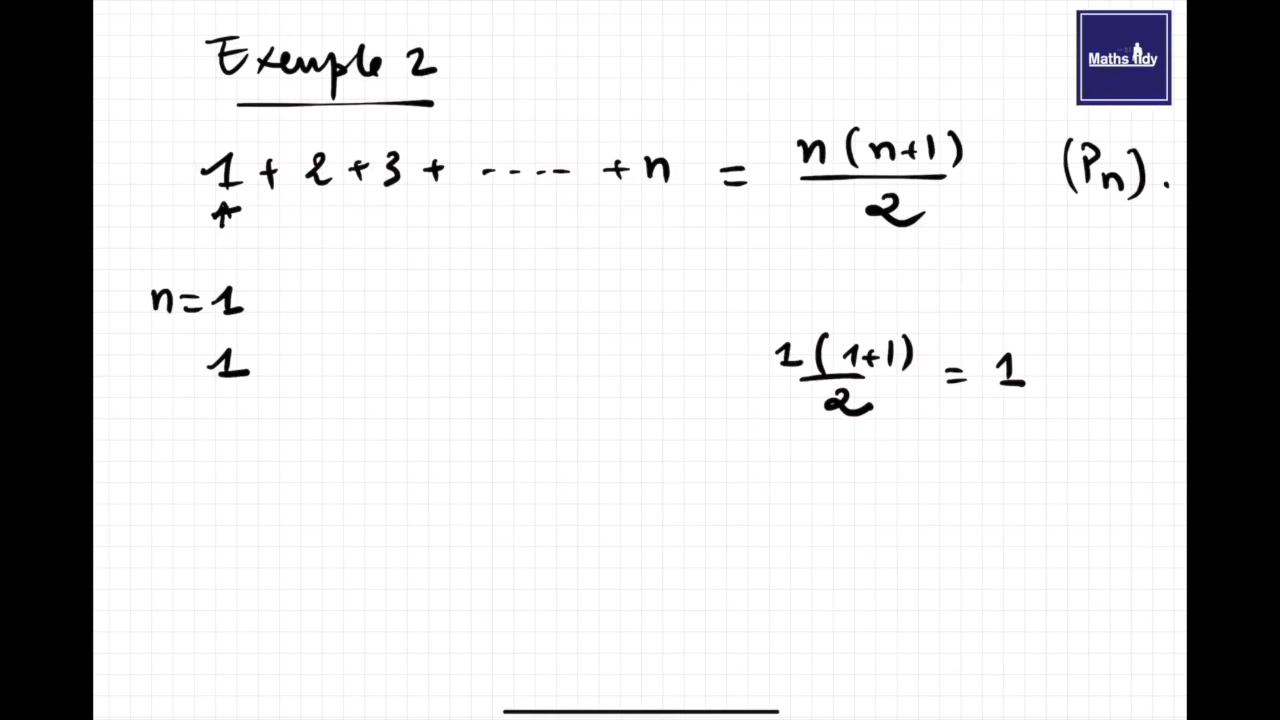 Exemple 2
Maths Tidy
1 + 2 + 3 + ..... + n = n(n+1)/2 (Pn).
n = 1
1 1(1+1)/2 = 1